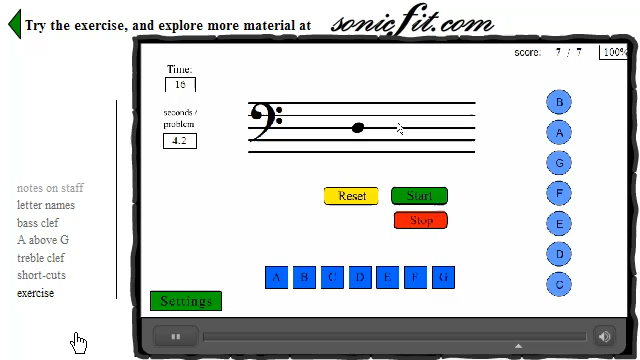 Try the exercise, and explore more material at sonicfit.com
score: 7 / 7 100%
Time:
16
seconds /
problem
4.2
B
A
G
F
E
D
C
notes on staff
letter names
bass clef
A above G
treble clef
short-cuts
exercise
Reset Start
Stop
A B C D E F G
Settings